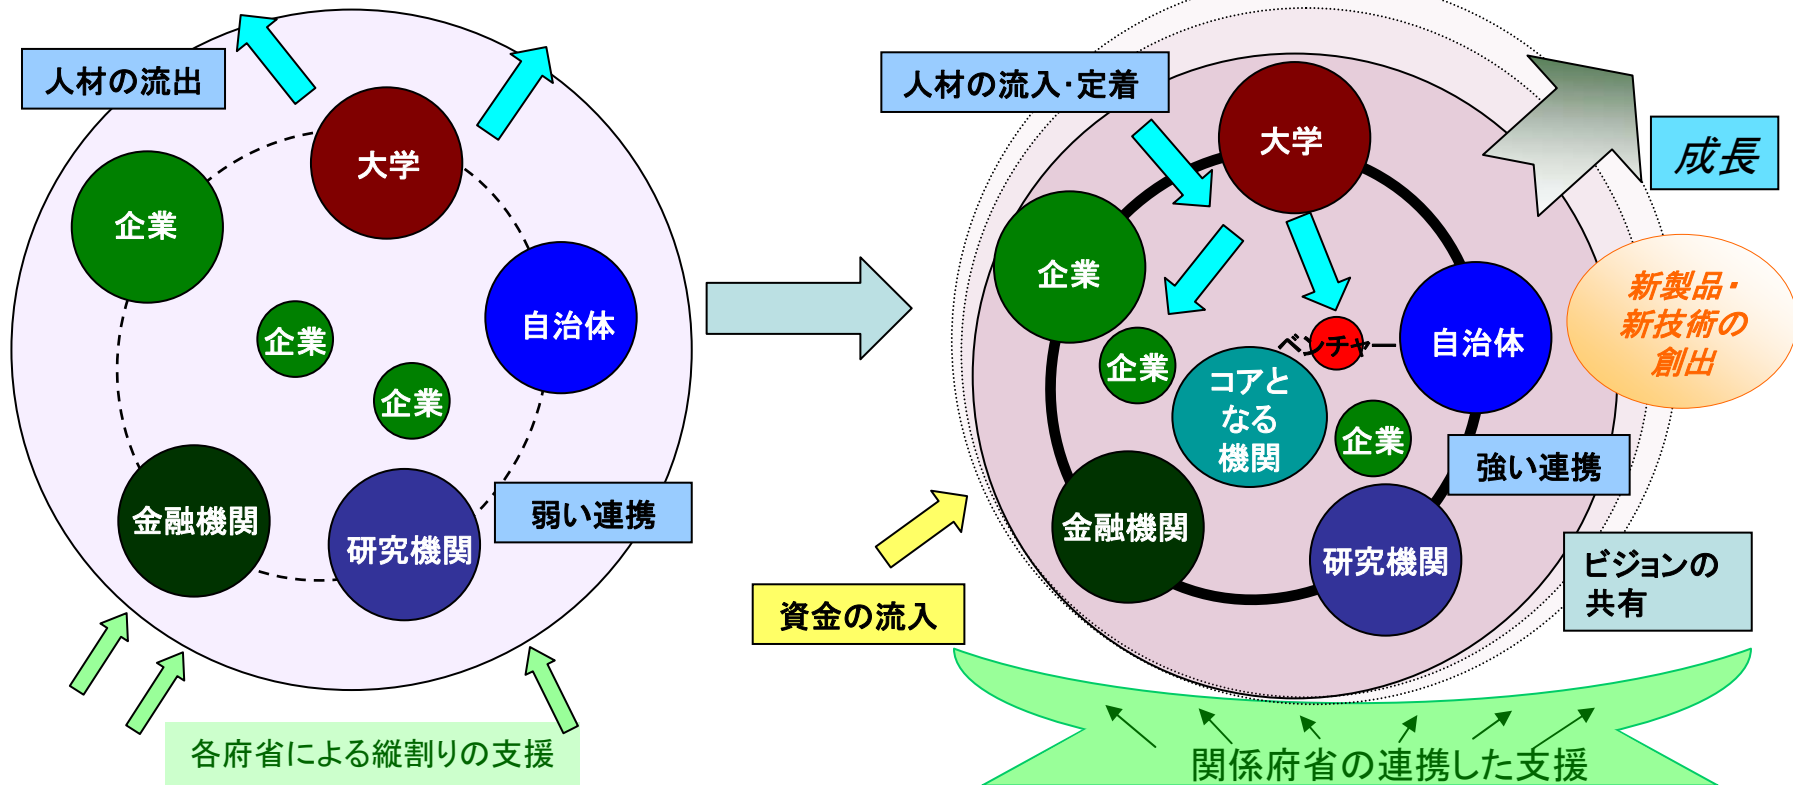 人材の流出
大学
企業
自治体
企業
企業
金融機関
研究機関
弱い連携
各府省による縦割りの支援
人材の流入・定着
大学
成長
企業
新製品・
新技術の
創出
ベンチャー
自治体
企業
コアと
なる
機関
企業
強い連携
金融機関
研究機関
ビジョンの
共有
資金の流入
関係府省の連携した支援